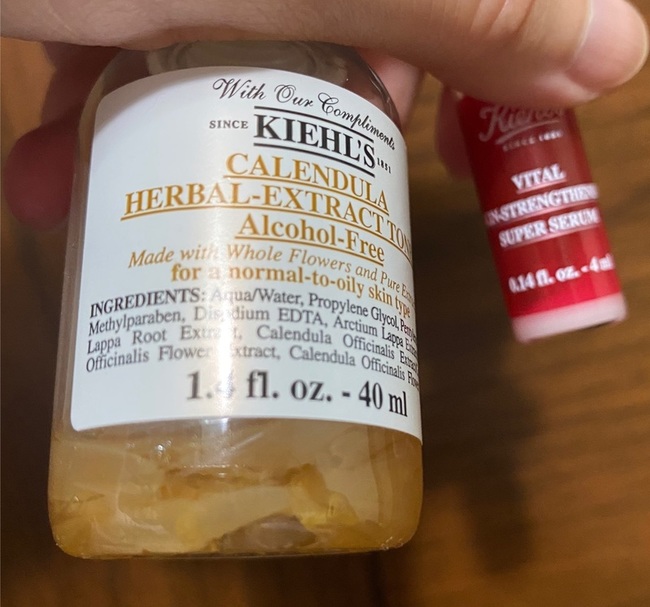 With Our Compliments
SINCE KIEHL'S 1851
CALENDULA
HERBAL-EXTRACT
Alcohol-Free
Made with Whole Flowers and Pure
for a normal-to-oily skin type
INGREDIENTS: Aqua/Water, Propylene Glycol,
Methylparaben, Disodium EDTA, Arctium Lappa
Lappa Root Extract, Calendula Officinalis
Officinalis Flower Extract, Calendula Officinalis
1.4 fl. oz. - 40 ml
Kiehl's
SINCE 1851
VITAL
SUPER SERUM
0.14 fl. oz. - 4 ml